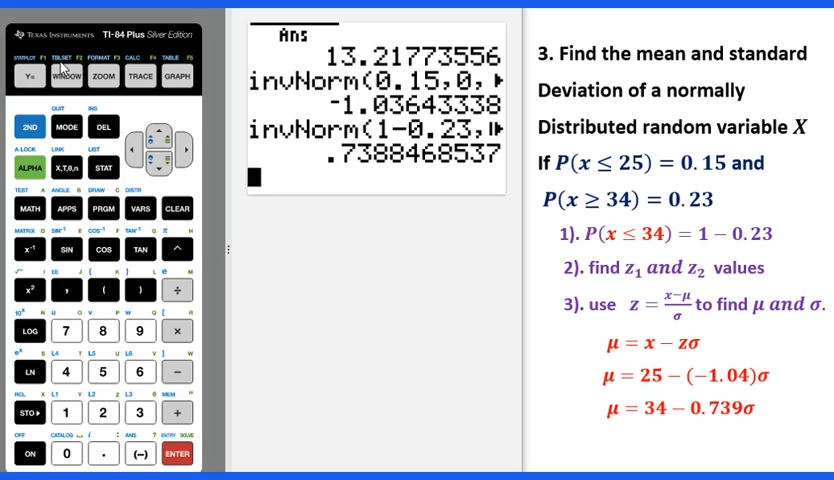 TEXAS INSTRUMENTS TI-84 Plus Silver Edition
STATPLOT F1 TBLSET F2 FORMAT F3 CALC F4 TABLE F5
Y= WINDOW ZOOM TRACE GRAPH
QUIT INS
2ND MODE DEL
A-LOCK LINK LIST
ALPHA X,T,θ,n STAT
TEST A ANGLE B DRAW C DISTR
MATH APPS PRGM VARS CLEAR
MATRIX D SIN⁻¹ E COS⁻¹ F TAN⁻¹ G π H
x⁻¹ SIN COS TAN ^
√ I EE J { K } L e M
x² , ( ) ÷
10ˣ N u O v P w Q [ R
LOG 7 8 9 ×
eˣ S L4 T L5 U L6 V ] W
LN 4 5 6 −
RCL X L1 Y L2 Z L3 θ MEM "
STO▸ 1 2 3 +
OFF CATALOG ␣ i : ANS ? ENTRY SOLVE
ON 0 . (−) ENTER
Ans
13.21773556
invNorm(0.15,0,
-1.03643338
invNorm(1-0.23,
.7388468537
3. Find the mean and standard
Deviation of a normally
Distributed random variable X
If P(x ≤ 25) = 0.15 and
P(x ≥ 34) = 0.23
1). P(x ≤ 34) = 1 − 0.23
2). find z₁ and z₂ values
3). use z = (x−μ)/σ to find μ and σ.
μ = x − zσ
μ = 25 − (−1.04)σ
μ = 34 − 0.739σ